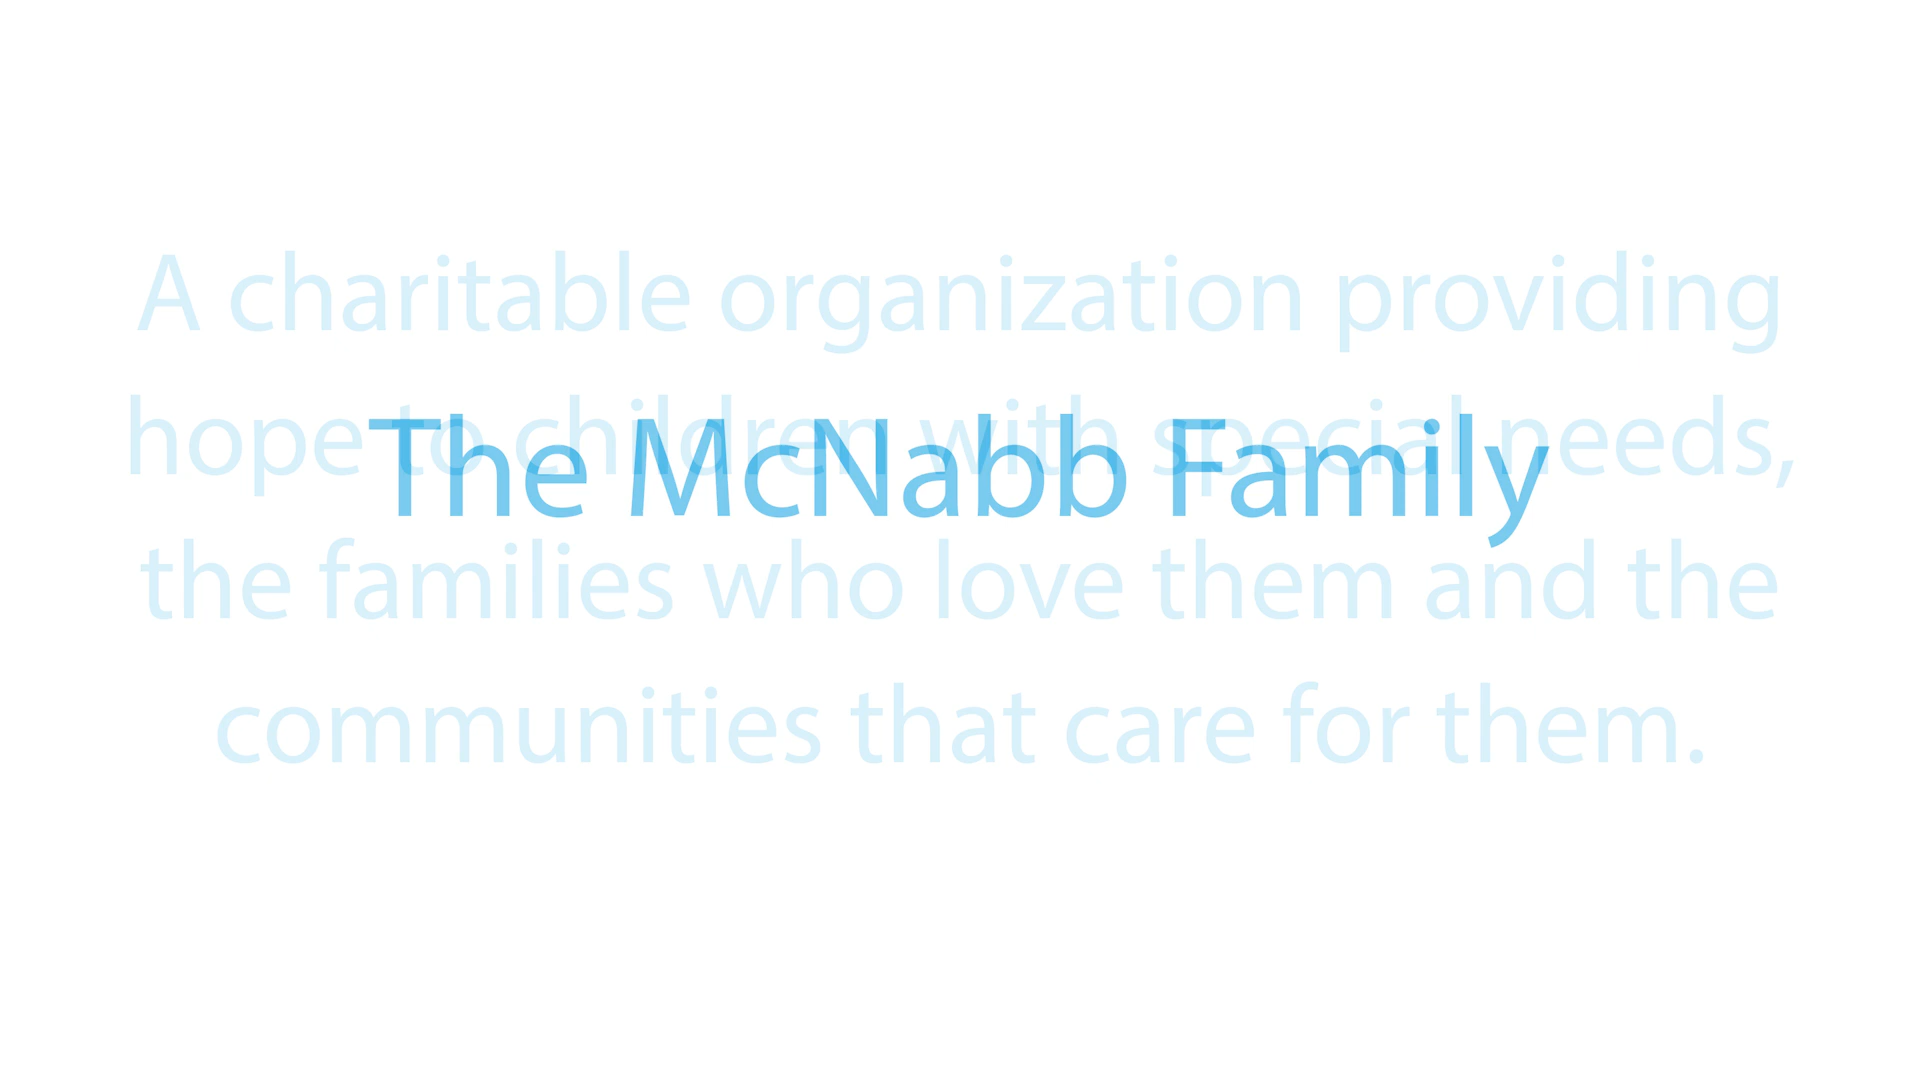 A charitable organization providing
hope to children with special needs,
The McNabb Family
the families who love them and the
communities that care for them.